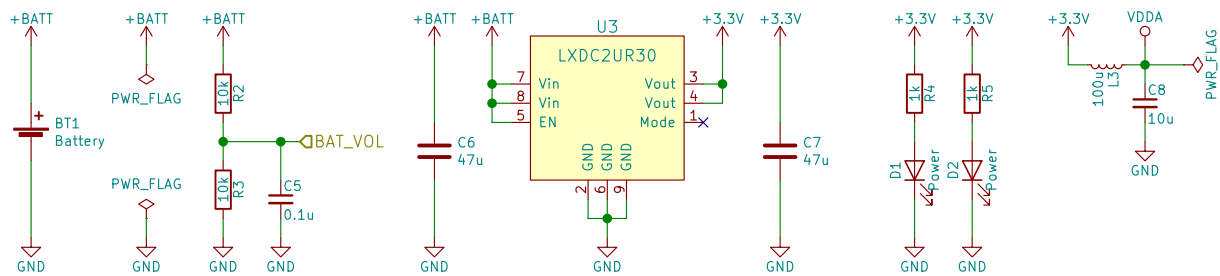 +BATT
+BATT
+BATT
+BATT
+BATT
U3
+3.3V
+3.3V
+3.3V
+3.3V
+3.3V
VDDA
LXDC2UR30
PWR_FLAG
10k
R2
7
Vin
8
Vin
5
EN
Vout
3
Vout
4
Mode
1
1k
R4
1k
R5
100u
L3
PWR_FLAG
C8
10u
GND
BT1
Battery
BAT_VOL
C6
47u
C7
47u
GND
GND
GND
2
6
9
PWR_FLAG
10k
R3
C5
0.1u
D1
Power
D2
Power
GND
GND
GND
GND
GND
GND
GND
GND
GND